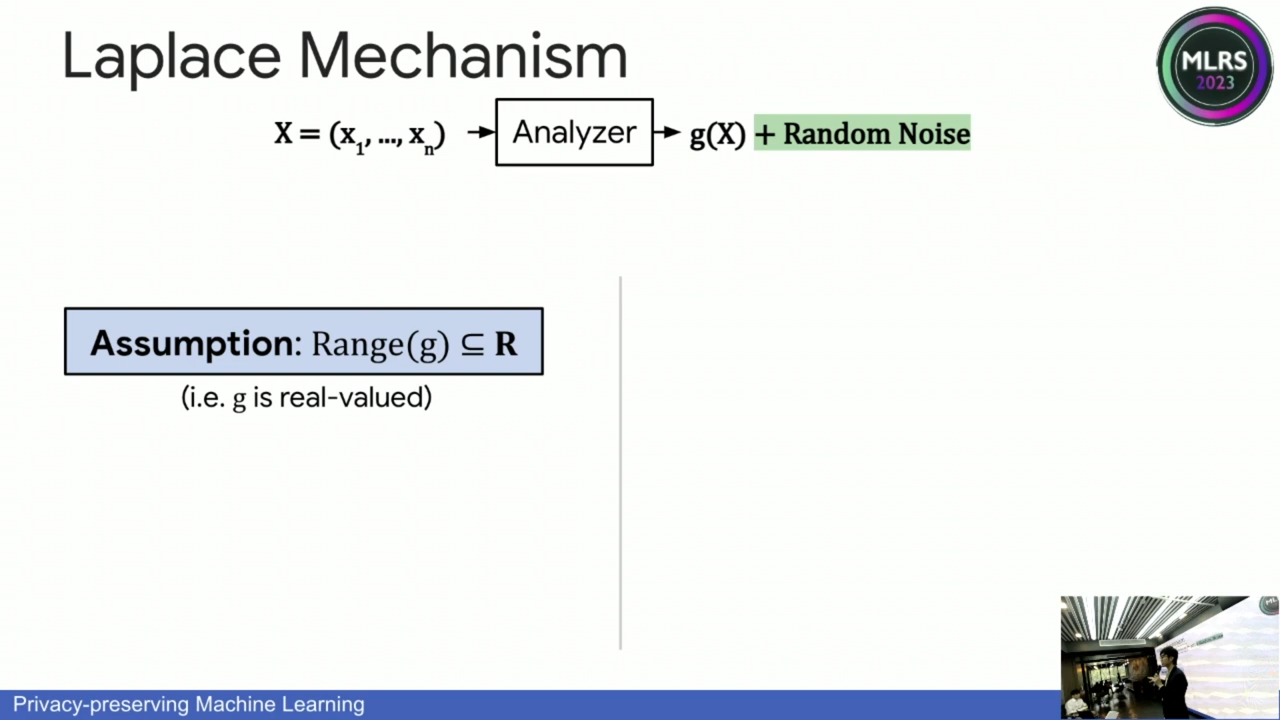 Laplace Mechanism
MLRS
2023
X = (x₁, ..., xₙ)
Analyzer
g(X) + Random Noise
Assumption: Range(g) ⊆ R
(i.e. g is real-valued)
Privacy-preserving Machine Learning